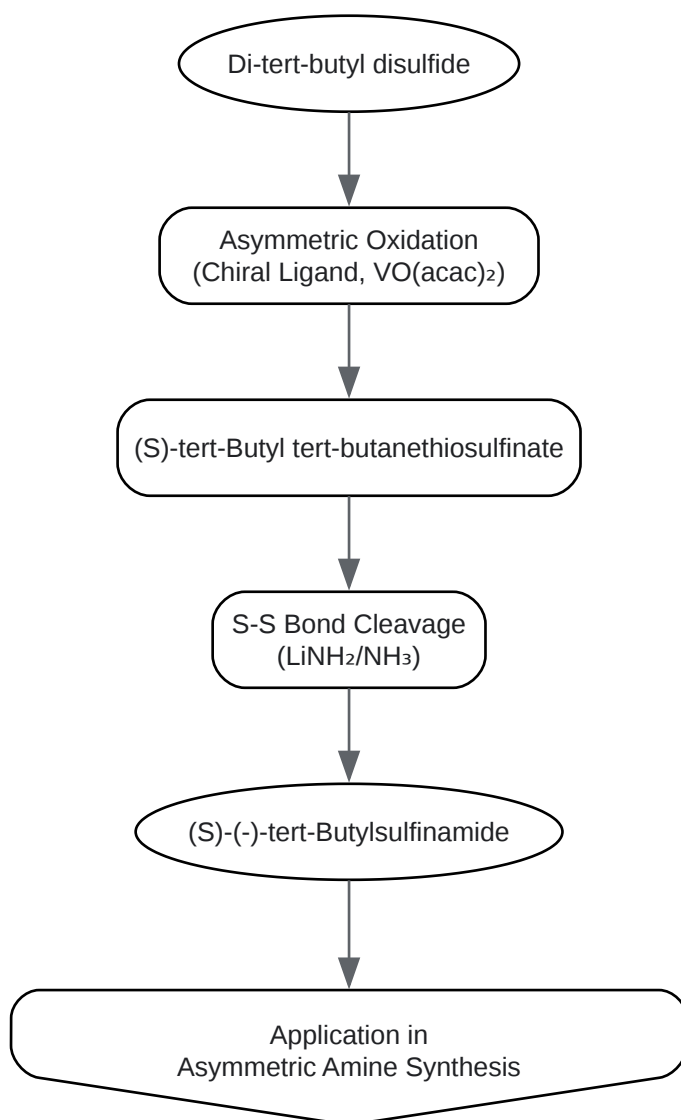 Di-tert-butyl disulfide
Asymmetric Oxidation
(Chiral Ligand, VO(acac)₂)
(S)-tert-Butyl tert-butanethiosulfinate
S-S Bond Cleavage
(LiNH₂/NH₃)
(S)-(-)-tert-Butylsulfinamide
Application in
Asymmetric Amine Synthesis